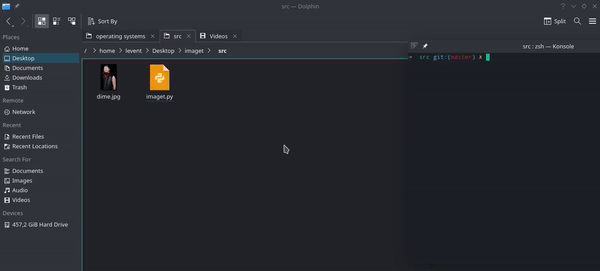 src — Dolphin
Sort By
Split
operating systems
src
Videos
/ > home > levent > Desktop > imaget > src
Places
Home
Desktop
Documents
Downloads
Trash
Remote
Network
Recent
Recent Files
Recent Locations
Search For
Documents
Images
Audio
Videos
Devices
457,2 GiB Hard Drive
dime.jpg
imaget.py
src : zsh — Konsole
src git:(master) ✗